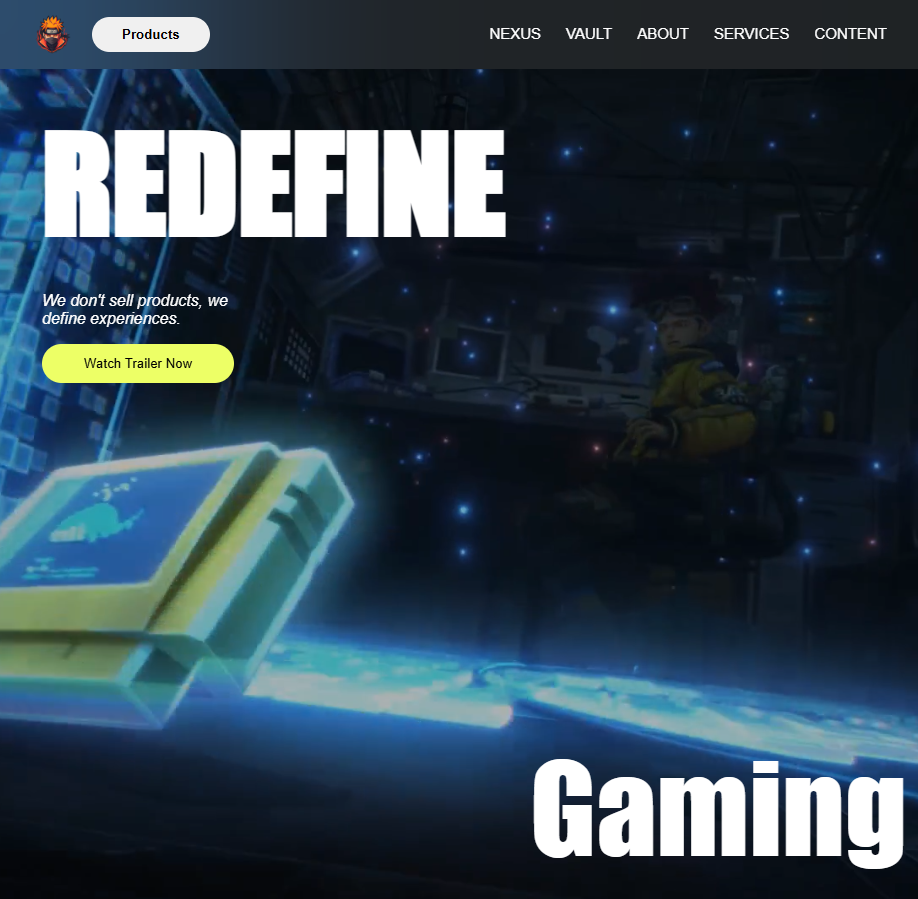 Products
NEXUS
VAULT
ABOUT
SERVICES
CONTENT
REDEFINE
We don't sell products, we
define experiences.
Watch Trailer Now
Gaming